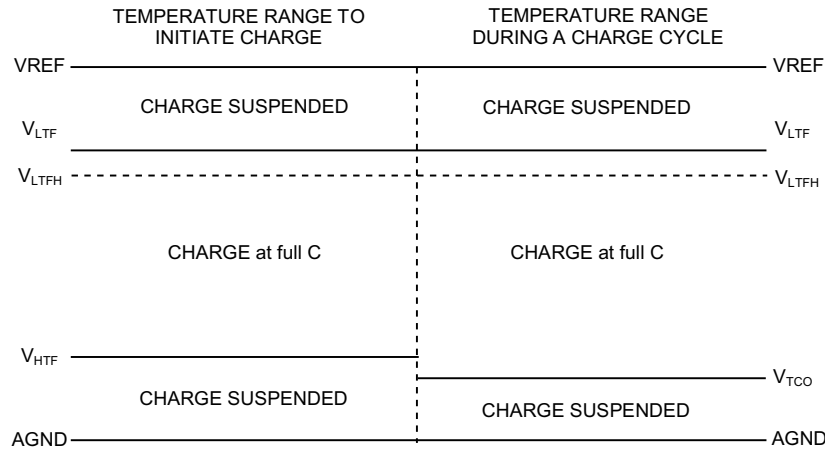 TEMPERATURE RANGE TO
INITIATE CHARGE
TEMPERATURE RANGE
DURING A CHARGE CYCLE
VREF
VREF
CHARGE SUSPENDED
CHARGE SUSPENDED
VLTF
VLTF
VLTFH
VLTFH
CHARGE at full C
CHARGE at full C
VHTF
VTCO
CHARGE SUSPENDED
CHARGE SUSPENDED
AGND
AGND